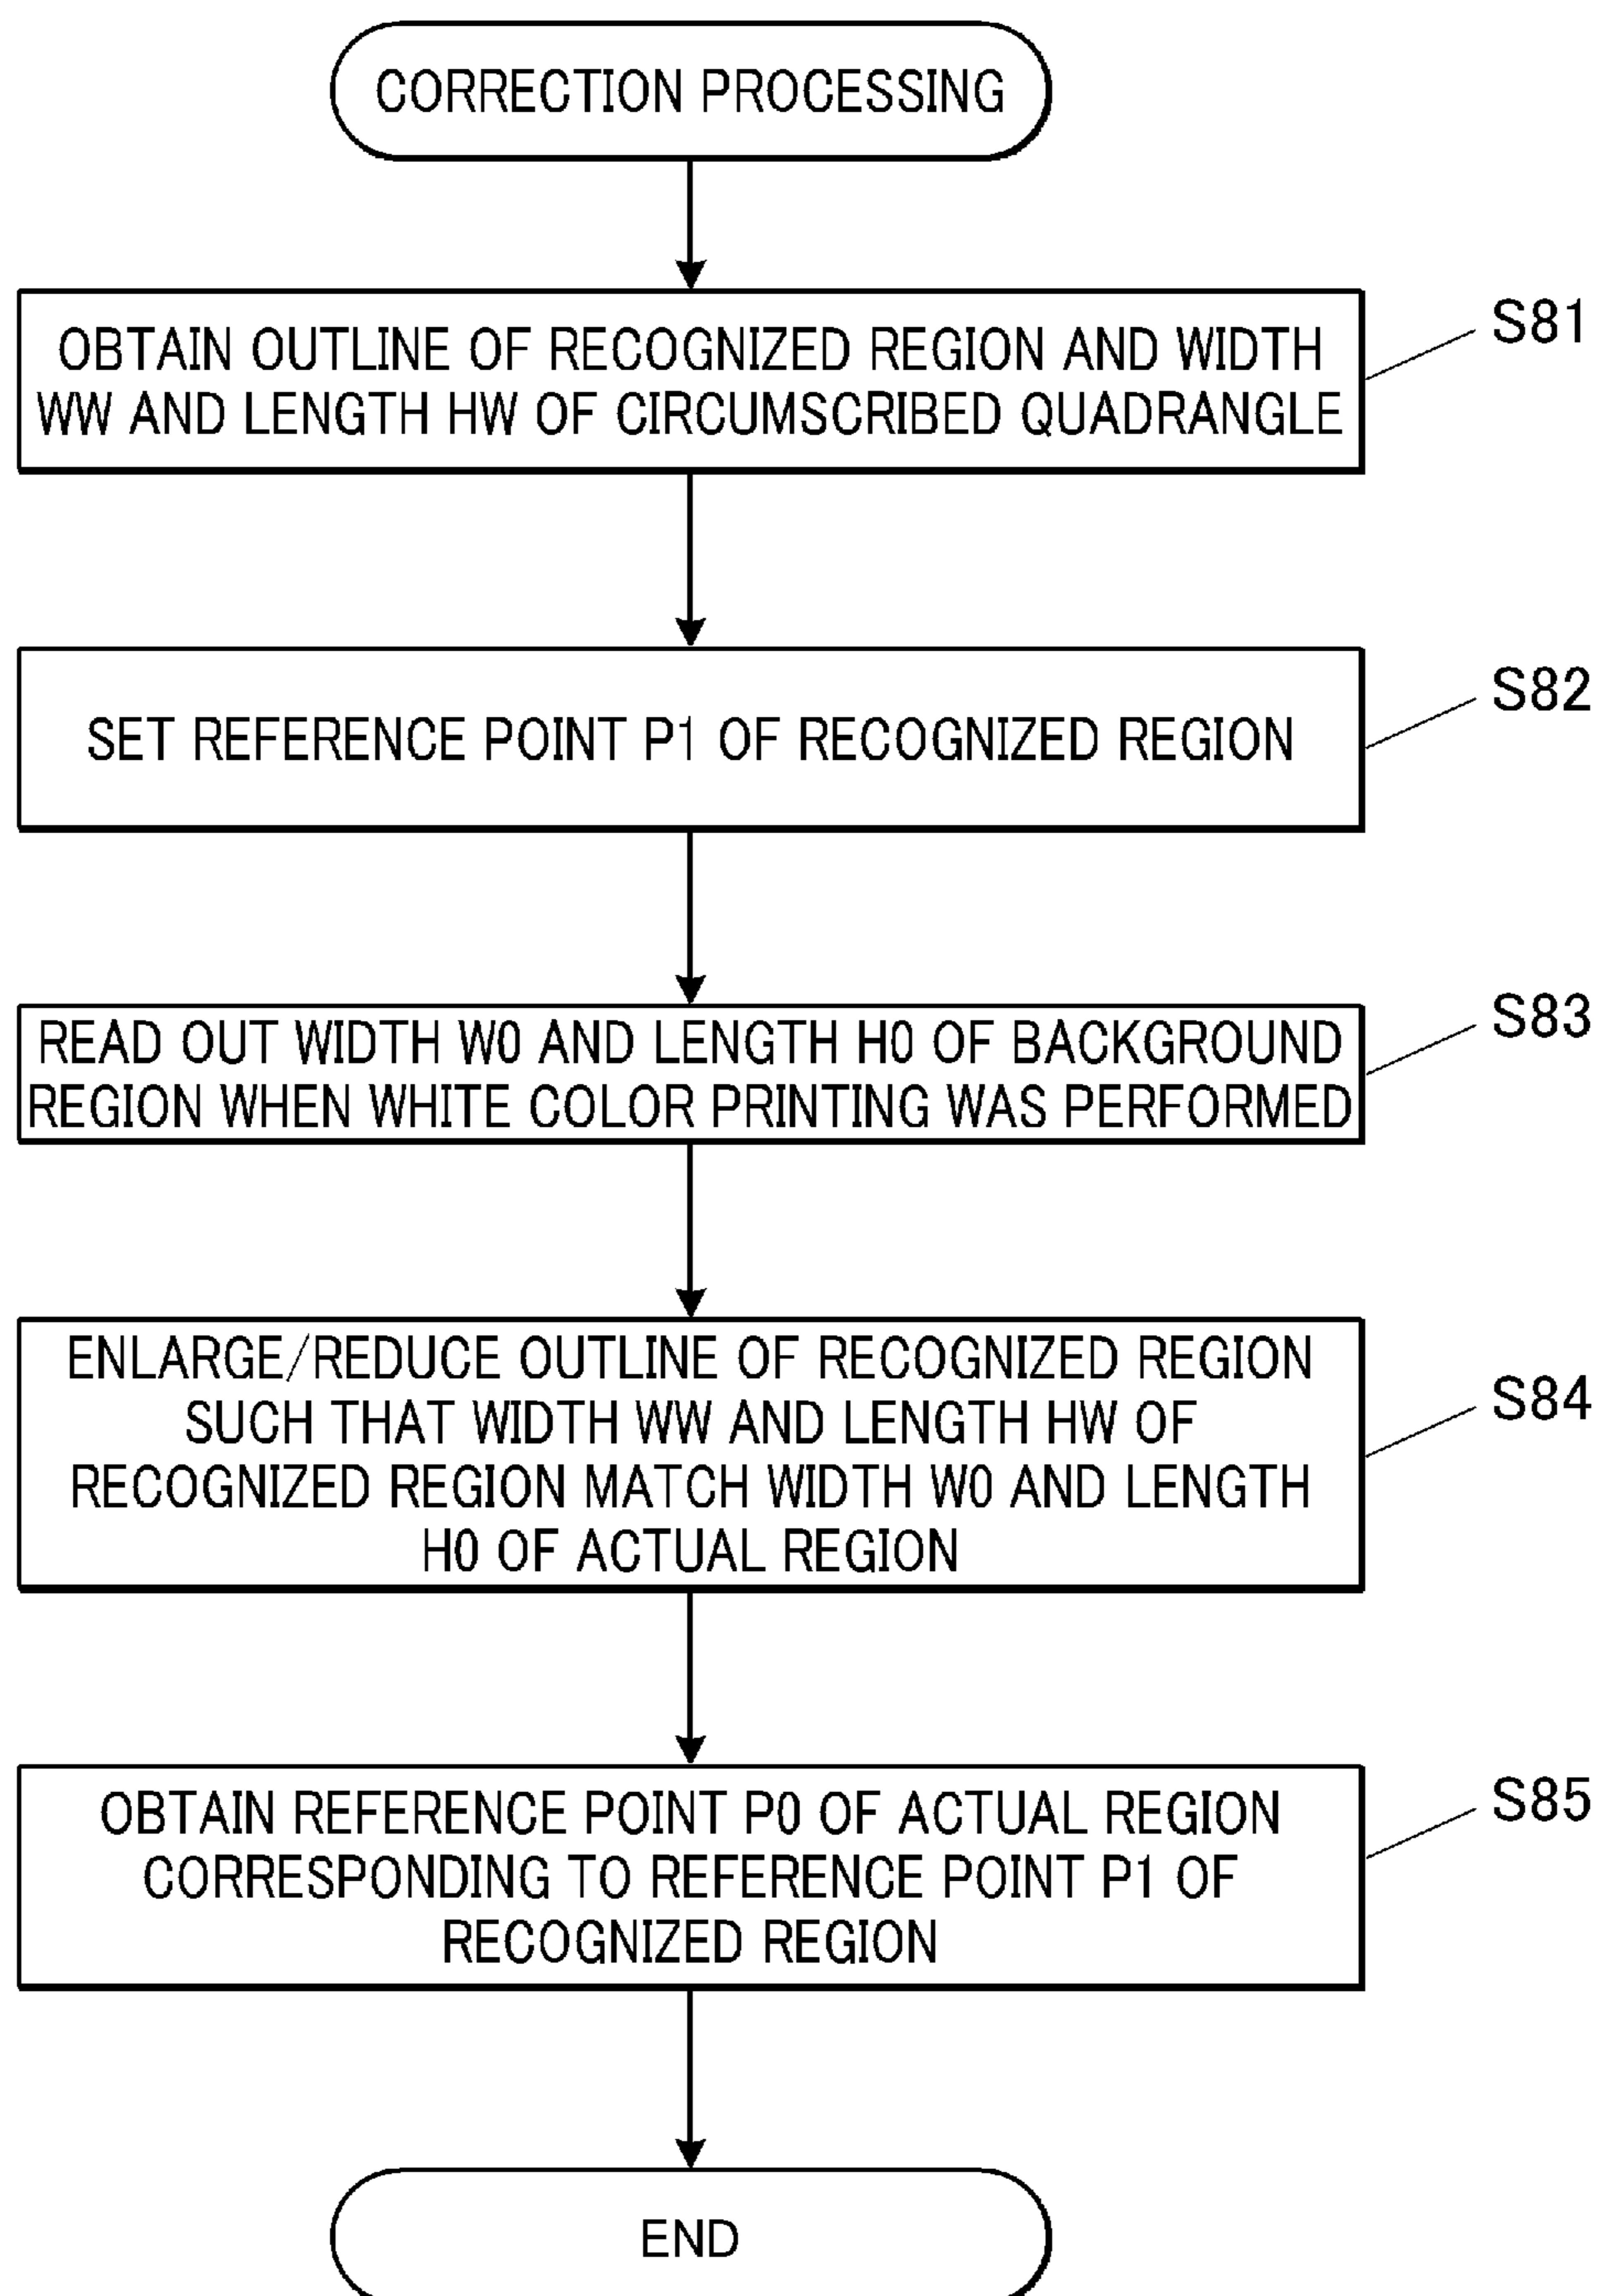 CORRECTION PROCESSING
OBTAIN OUTLINE OF RECOGNIZED REGION AND WIDTH
WW AND LENGTH HW OF CIRCUMSCRIBED QUADRANGLE
S81
SET REFERENCE POINT P1 OF RECOGNIZED REGION
S82
READ OUT WIDTH W0 AND LENGTH H0 OF BACKGROUND
REGION WHEN WHITE COLOR PRINTING WAS PERFORMED
S83
ENLARGE/REDUCE OUTLINE OF RECOGNIZED REGION
SUCH THAT WIDTH WW AND LENGTH HW OF
RECOGNIZED REGION MATCH WIDTH W0 AND LENGTH
H0 OF ACTUAL REGION
S84
OBTAIN REFERENCE POINT P0 OF ACTUAL REGION
CORRESPONDING TO REFERENCE POINT P1 OF
RECOGNIZED REGION
S85
END